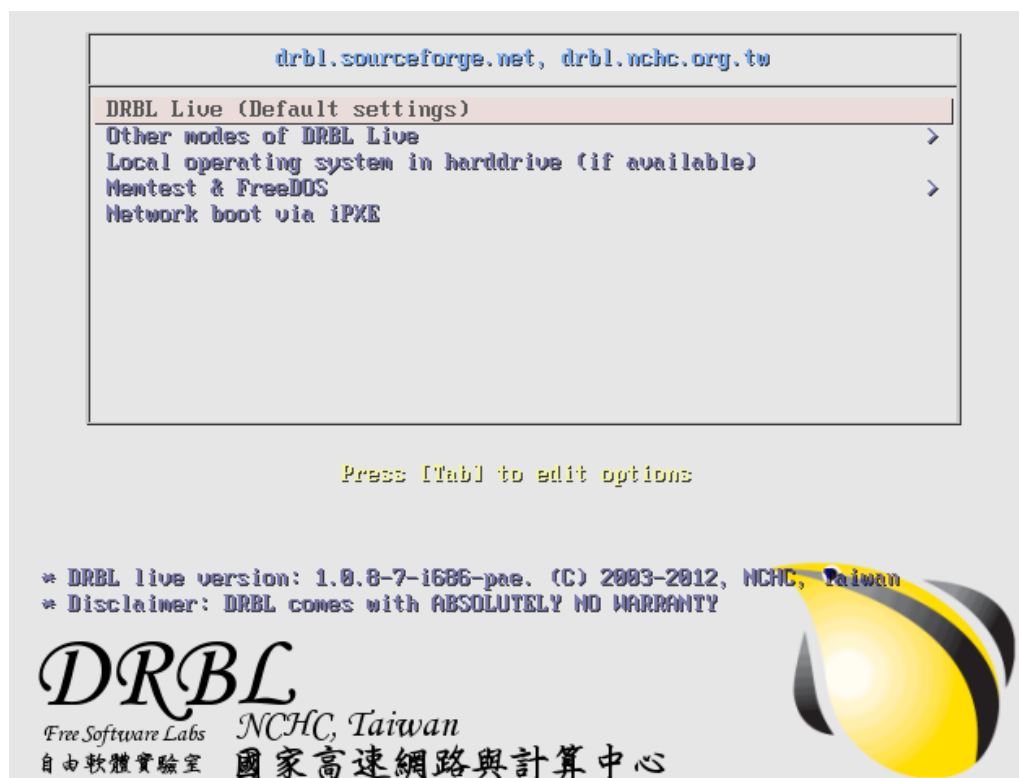 drbl.sourceforge.net, drbl.nchc.org.tw
DRBL Live (Default settings)
Other modes of DRBL Live >
Local operating system in harddrive (if available)
Memtest & FreeDOS >
Network boot via iPXE
Press [Tab] to edit options
* DRBL live version: 1.0.8-7-i686-pae. (C) 2003-2012, NCHC, Taiwan
* Disclaimer: DRBL comes with ABSOLUTELY NO WARRANTY
DRBL
Free Software Labs NCHC, Taiwan
自由軟體實驗室 國家高速網路與計算中心